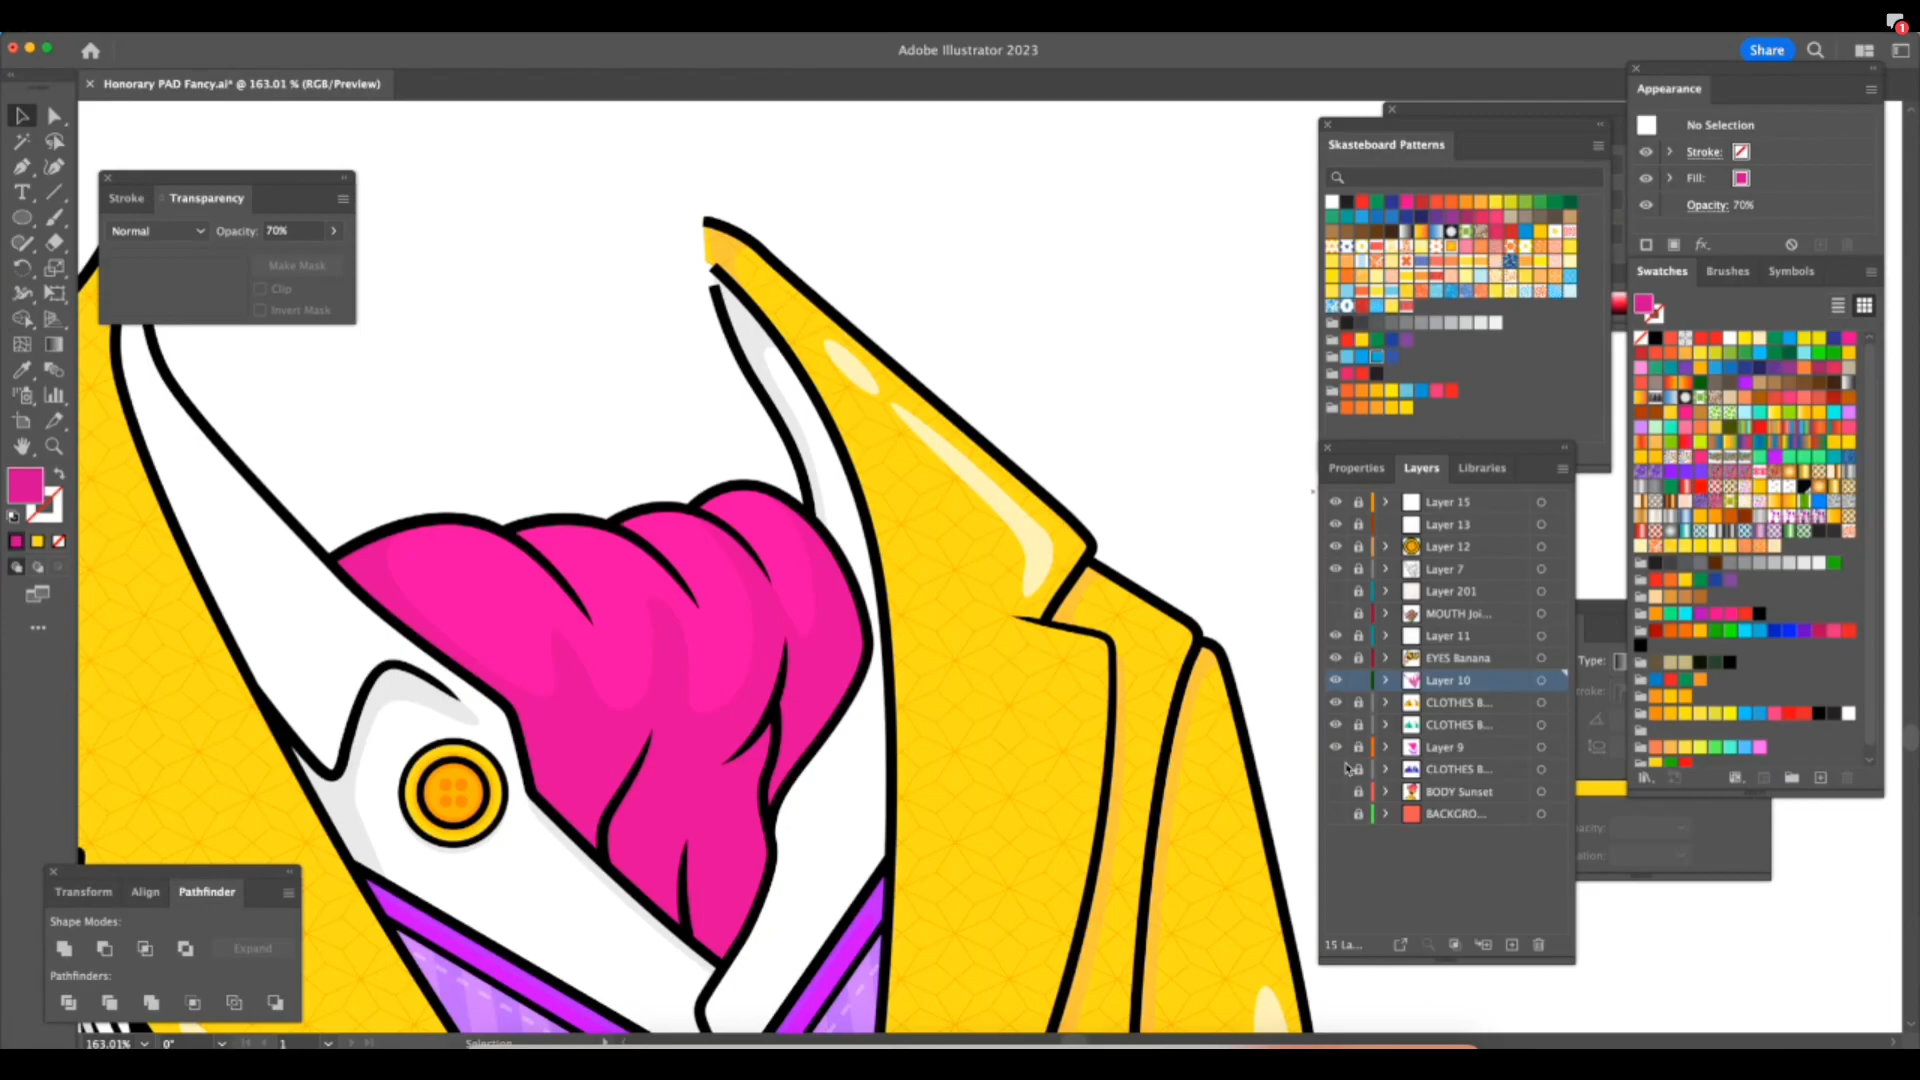 1
Adobe Illustrator 2023
Share
Honorary PAD Fancy.ai* @ 163.01 % (RGB/Preview)
Appearance
No Selection
Stroke:
Fill:
Opacity: 70%
fx
Skasteboard Patterns
Stroke
Transparency
Normal
Opacity: 70%
Make Mask
Clip
Invert Mask
Swatches
Brushes
Symbols
Properties
Layers
Libraries
Layer 15
Layer 13
Layer 12
Layer 7
Layer 201
MOUTH Joi...
Layer 11
EYES Banana
Layer 10
CLOTHES B...
CLOTHES B...
Layer 9
CLOTHES B...
BODY Sunset
BACKGRO...
15 La...
Type:
Stroke:
Transform
Align
Pathfinder
Shape Modes:
Expand
Pathfinders:
163.01%
0°
1
Selection